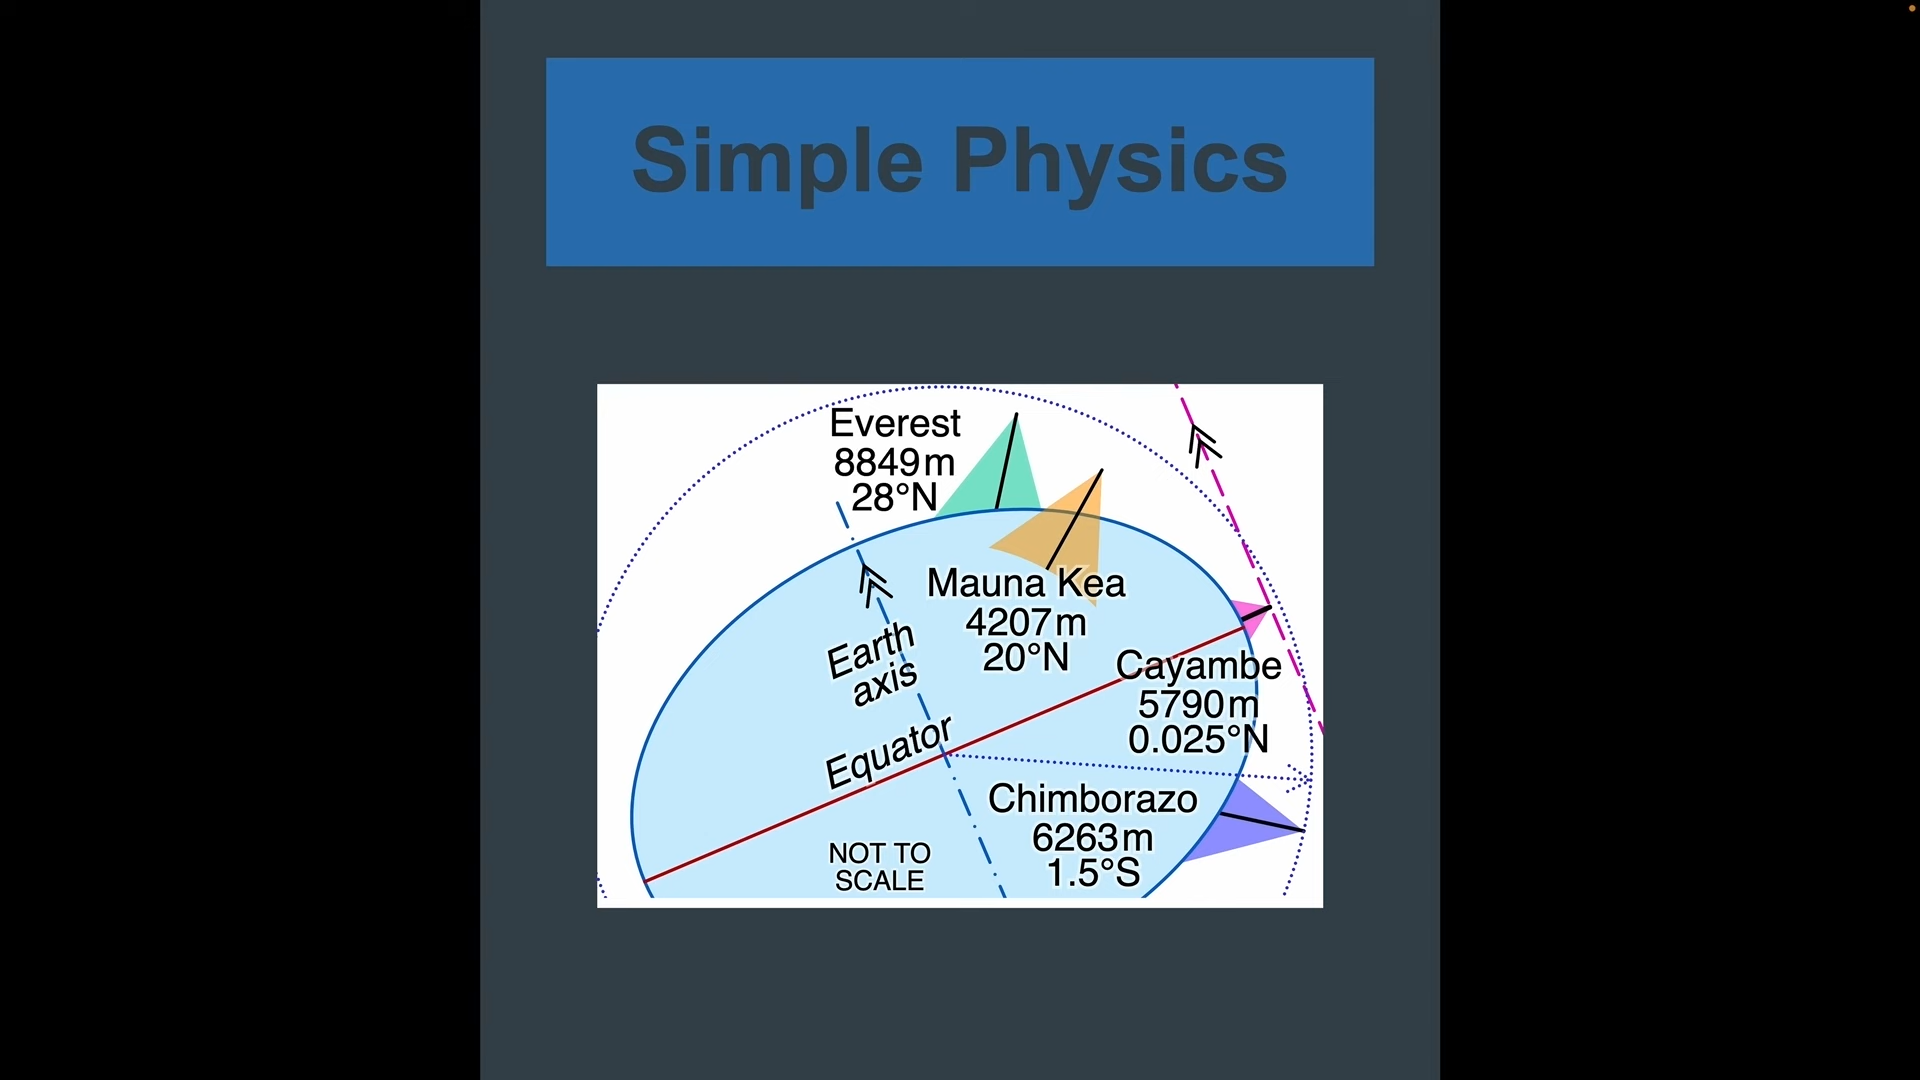 Simple Physics
Everest
8849m
28°N
Mauna Kea
4207m
20°N
Earth
axis
Cayambe
5790m
0.025°N
Equator
Chimborazo
6263m
1.5°S
NOT TO
SCALE